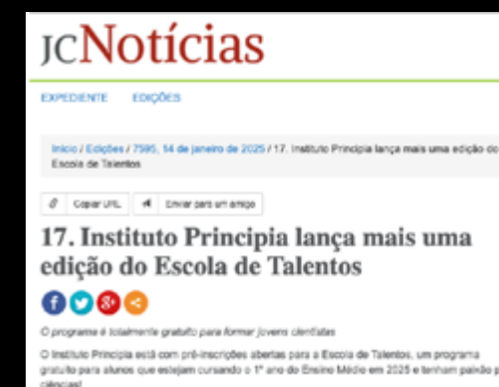 JCNotícias
EXPEDIENTE EDIÇÕES
Início / Edições / 7595, 14 de janeiro de 2025 / 17. Instituto Principia lança mais uma edição do
Escola de Talentos
Copiar URL Enviar para um amigo
17. Instituto Principia lança mais uma
edição do Escola de Talentos
O programa é totalmente gratuito para formar jovens cientistas
O Instituto Principia está com pré-inscrições abertas para a Escola de Talentos, um programa
gratuito para alunos que estejam cursando o 1º ano do Ensino Médio em 2025 e tenham paixão
ciências!